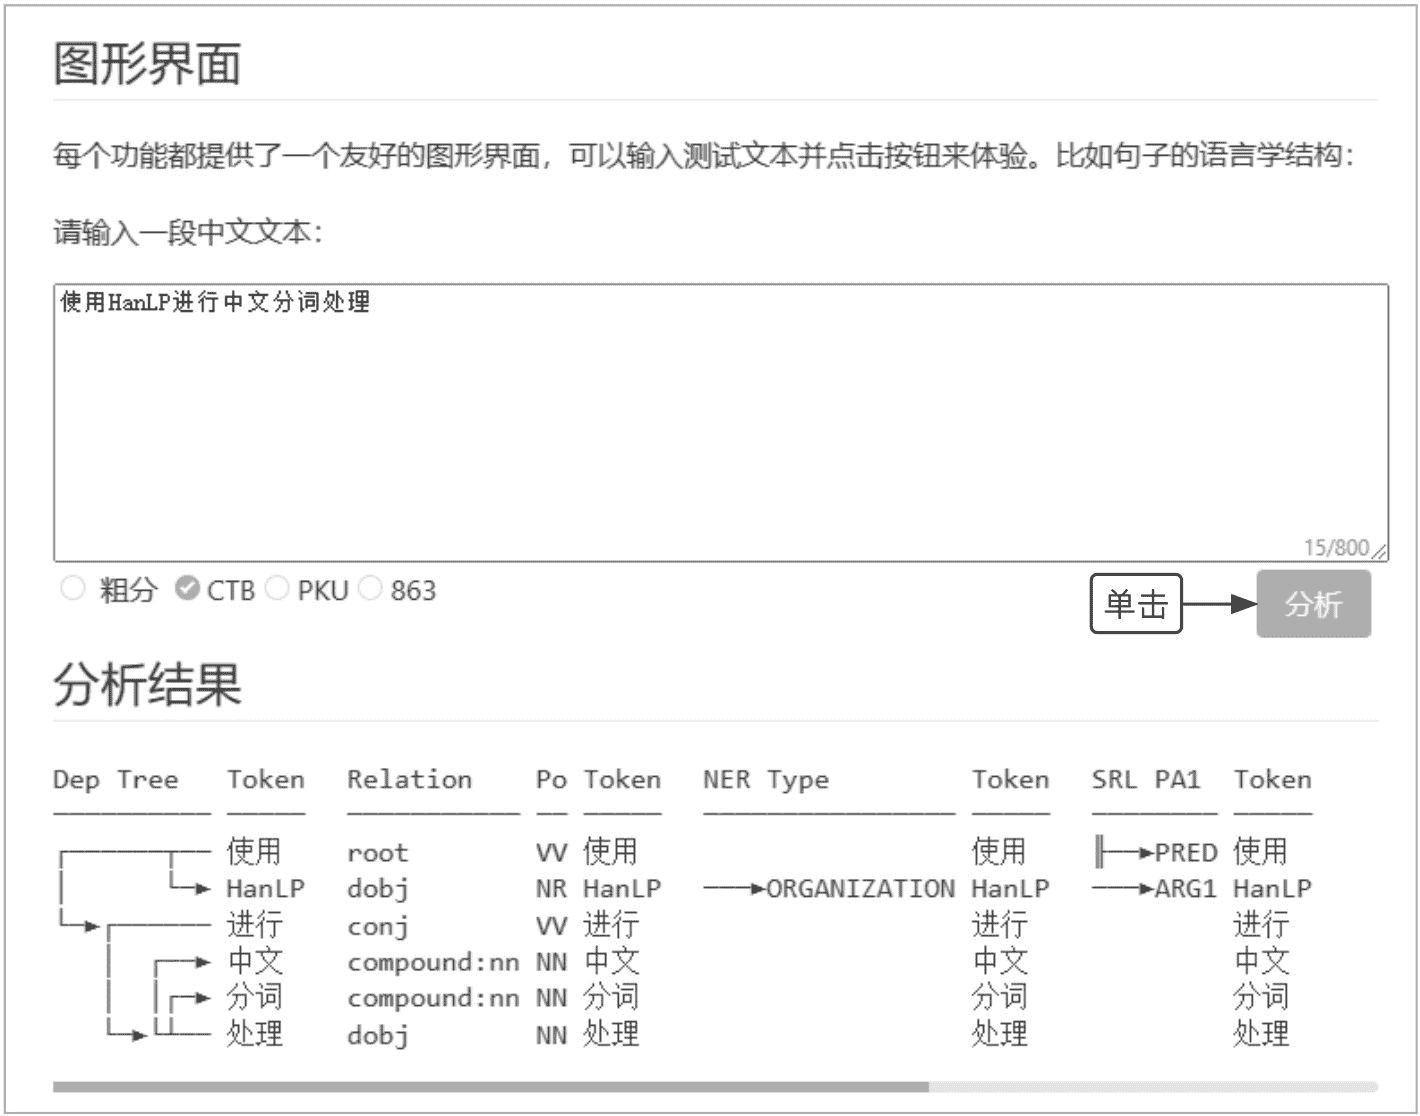 图形界面
每个功能都提供了一个友好的图形界面，可以输入测试文本并点击按钮来体验。比如句子的语言学结构：
请输入一段中文文本：
使用HanLP进行中文分词处理
15/800
粗分 CTB PKU 863
单击 分析
分析结果
Dep Tree Token Relation Po Token NER Type Token SRL PA1 Token
使用 root VV 使用 使用 PRED 使用
HanLP dobj NR HanLP ORGANIZATION HanLP ARG1 HanLP
进行 conj VV 进行 进行 进行
中文 compound:nn NN 中文 中文 中文
分词 compound:nn NN 分词 分词 分词
处理 dobj NN 处理 处理 处理